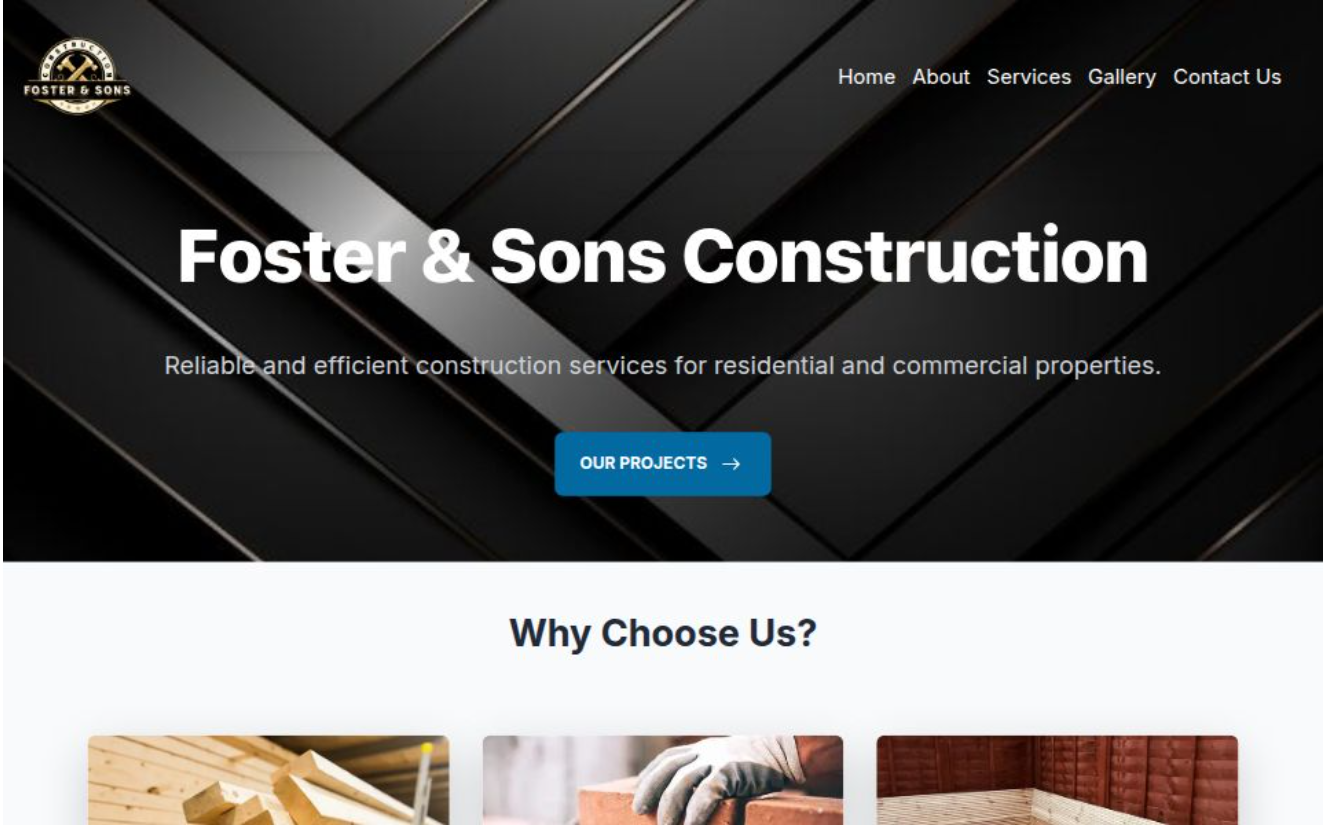 CONSTRUCTION
FOSTER & SONS
Home About Services Gallery Contact Us
Foster & Sons Construction
Reliable and efficient construction services for residential and commercial properties.
OUR PROJECTS →
Why Choose Us?